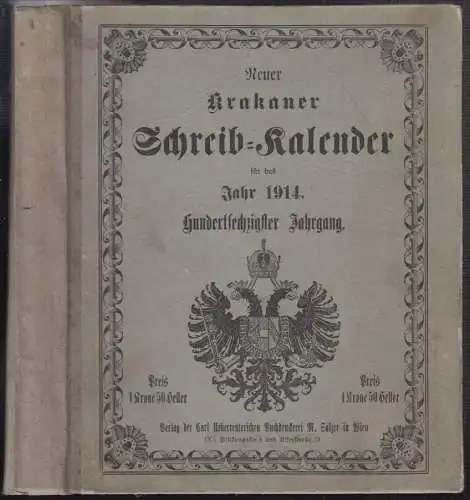 Neuer
Krakauer
Schreib=Kalender
für das
Jahr 1914.
Hundertsechzigster Jahrgang.
Preis
1 Krone 50 Heller
Preis
1 Krone 50 Heller
Verlag der Carl Ueberreuterschen Buchdruckerei M. Salzer in Wien
IX.